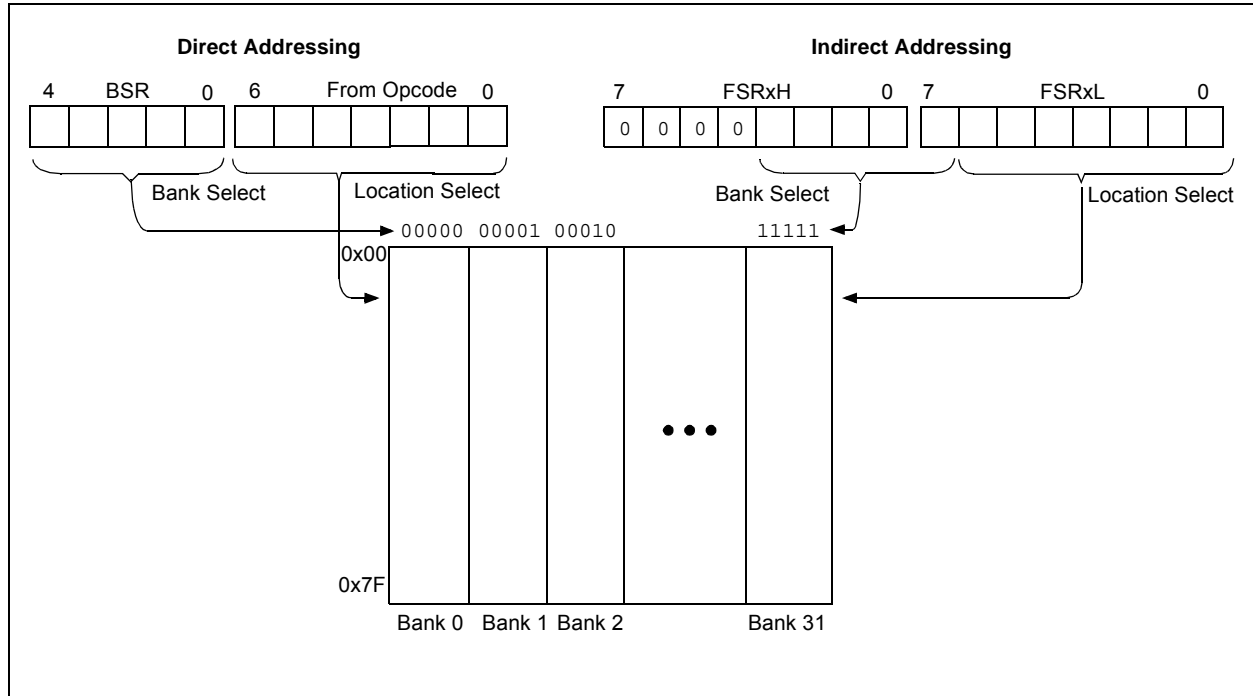 Direct Addressing
Indirect Addressing
4 BSR 0 6 From Opcode 0
7 FSRxH 0 7 FSRxL 0
0 0 0 0
Bank Select
Location Select
Bank Select
Location Select
00000 00001 00010 11111
0x00
0x7F
Bank 0 Bank 1 Bank 2 Bank 31